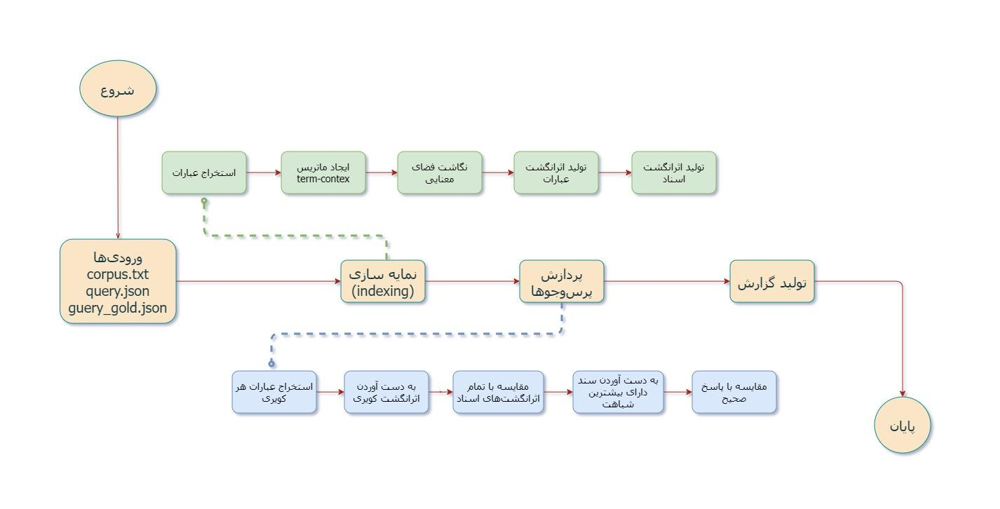 شروع
استخراج عبارات
ایجاد ماتریس
term-contex
نگاشت فضای
معنایی
تولید اثرانگشت
عبارات
تولید اثرانگشت
اسناد
ورودی‌ها
corpus.txt
query.json
guery_gold.json
نمایه سازی
(indexing)
پردازش
پرس‌وجوها
تولید گزارش
استخراج عبارات هر
کویری
به دست آوردن
اثرانگشت کویری
مقایسه با تمام
اثرانگشت‌های اسناد
به دست آوردن سند
دارای بیشترین
شباهت
مقایسه با پاسخ
صحیح
پایان